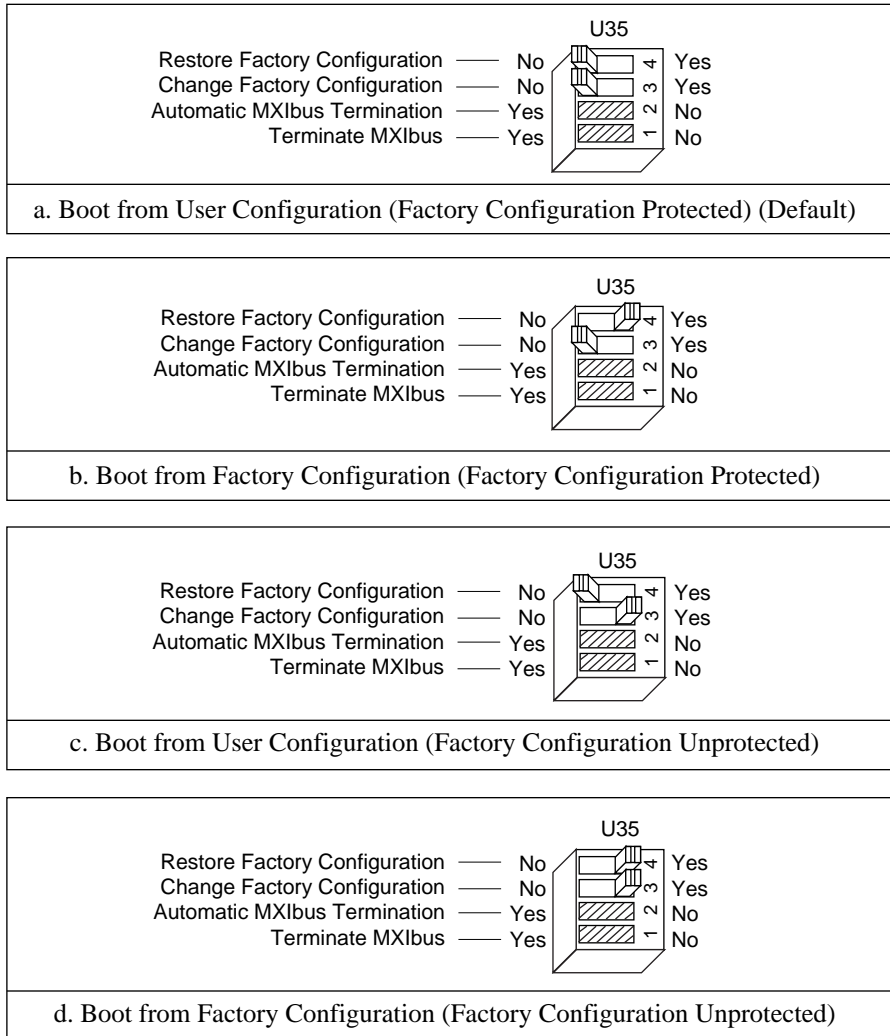 U35
Restore Factory Configuration No 4 Yes
Change Factory Configuration No 3 Yes
Automatic MXIbus Termination Yes 2 No
Terminate MXIbus Yes 1 No
a. Boot from User Configuration (Factory Configuration Protected) (Default)
U35
Restore Factory Configuration No 4 Yes
Change Factory Configuration No 3 Yes
Automatic MXIbus Termination Yes 2 No
Terminate MXIbus Yes 1 No
b. Boot from Factory Configuration (Factory Configuration Protected)
U35
Restore Factory Configuration No 4 Yes
Change Factory Configuration No 3 Yes
Automatic MXIbus Termination Yes 2 No
Terminate MXIbus Yes 1 No
c. Boot from User Configuration (Factory Configuration Unprotected)
U35
Restore Factory Configuration No 4 Yes
Change Factory Configuration No 3 Yes
Automatic MXIbus Termination Yes 2 No
Terminate MXIbus Yes 1 No
d. Boot from Factory Configuration (Factory Configuration Unprotected)